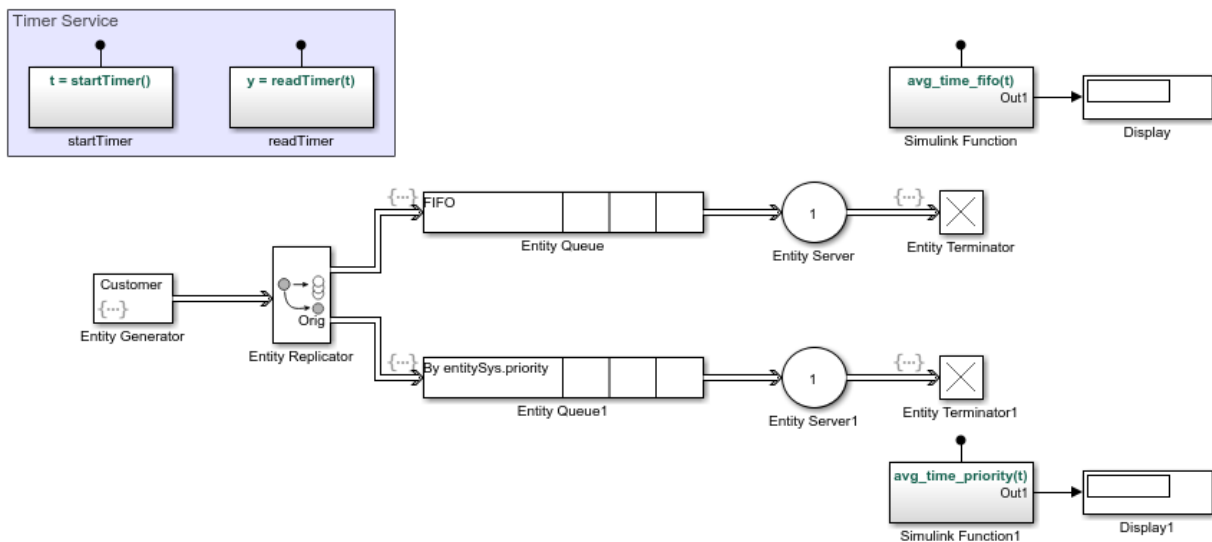 Timer Service
t = startTimer()
startTimer
y = readTimer(t)
readTimer
avg_time_fifo(t)
Out1
Simulink Function
Display
{...}
FIFO
Entity Queue
1
Entity Server
{...}
Entity Terminator
Customer
{...}
Entity Generator
Orig
Entity Replicator
{...}
By entitySys.priority
Entity Queue1
1
Entity Server1
{...}
Entity Terminator1
avg_time_priority(t)
Out1
Simulink Function1
Display1